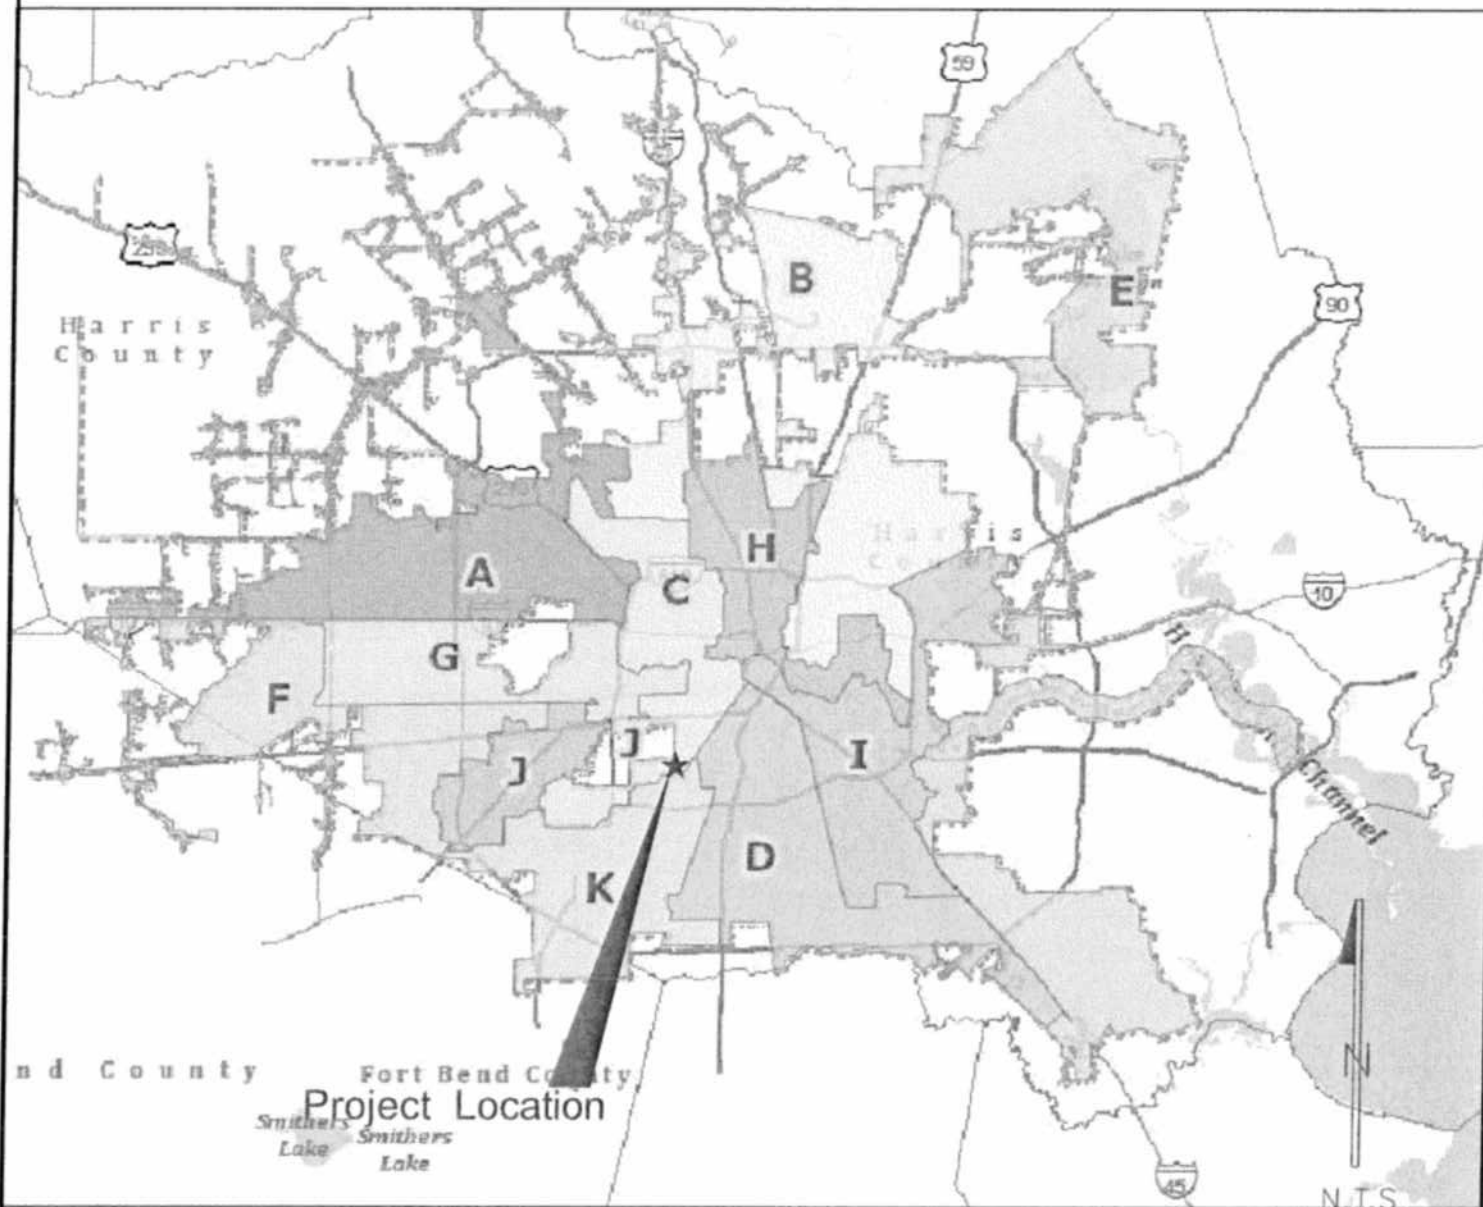 59
290
B
E
90
Harris
County
H
Harris
A
C
10
G
H
F
J
J
I
Channel
D
K
nd County
Fort Bend County
Project Location
Smithers
Lake
Smithers
Lake
N
45
N.T.S